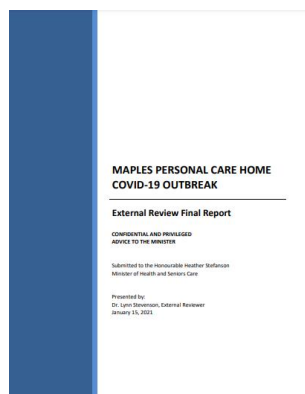 MAPLES PERSONAL CARE HOME
COVID-19 OUTBREAK
External Review Final Report
CONFIDENTIAL AND PRIVILEGED
ADVICE TO THE MINISTER
Submitted to the Honourable Heather Stefanson
Minister of Health and Seniors Care
Presented by:
Dr. Lynn Stevenson, External Reviewer
January 15, 2021